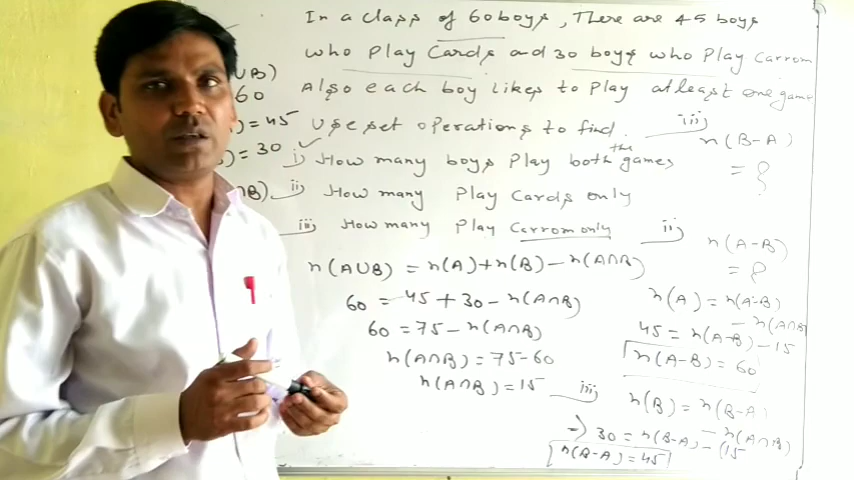 In a class of 60 boys, There are 45 boys
who Play Cards and 30 boys who Play Carrom
Also each boy likes to Play atleast one game
Use set operations to find.
i) How many boys Play both the games
ii) How many Play Cards only
iii) How many Play Carrom only
∪B)
60
) = 45
) = 30
∩B)
n(A∪B) = n(A) + n(B) - n(A∩B)
60 = 45 + 30 - n(A∩B)
60 = 75 - n(A∩B)
n(A∩B) = 75 - 60
n(A∩B) = 15
iii)
n(B-A)
= ?
ii)
n(A-B)
= ?
n(A) = n(A-B)
- n(A∩B
45 = n(A-B) - 15
n(A-B) = 60
iii)
n(B) = n(B-A)
- n(A∩B)
=> 30 = n(B-A) - 15
n(B-A) = 45